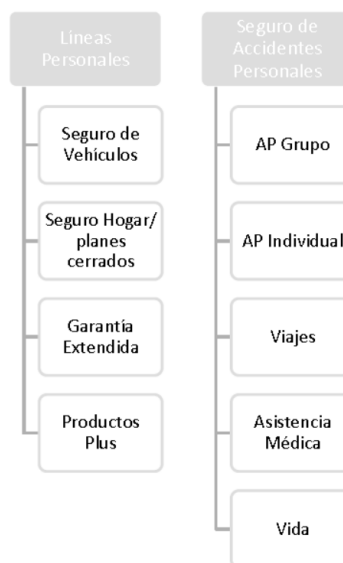 Lineas
Personales
Seguro de
Vehículos
Seguro Hogar/
planes
cerrados
Garantía
Extendida
Productos
Plus
Seguro de
Accidentes
Personales
AP Grupo
AP Individual
Viajes
Asistencia
Médica
Vida